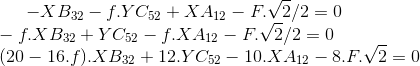 -XB₃₂ - f.YC₅₂ + XA₁₂ - F.√2/2 = 0
-f.XB₃₂ + YC₅₂ - f.XA₁₂ - F.√2/2 = 0
(20 - 16.f).XB₃₂ + 12.YC₅₂ - 10.XA₁₂ - 8.F.√2 = 0